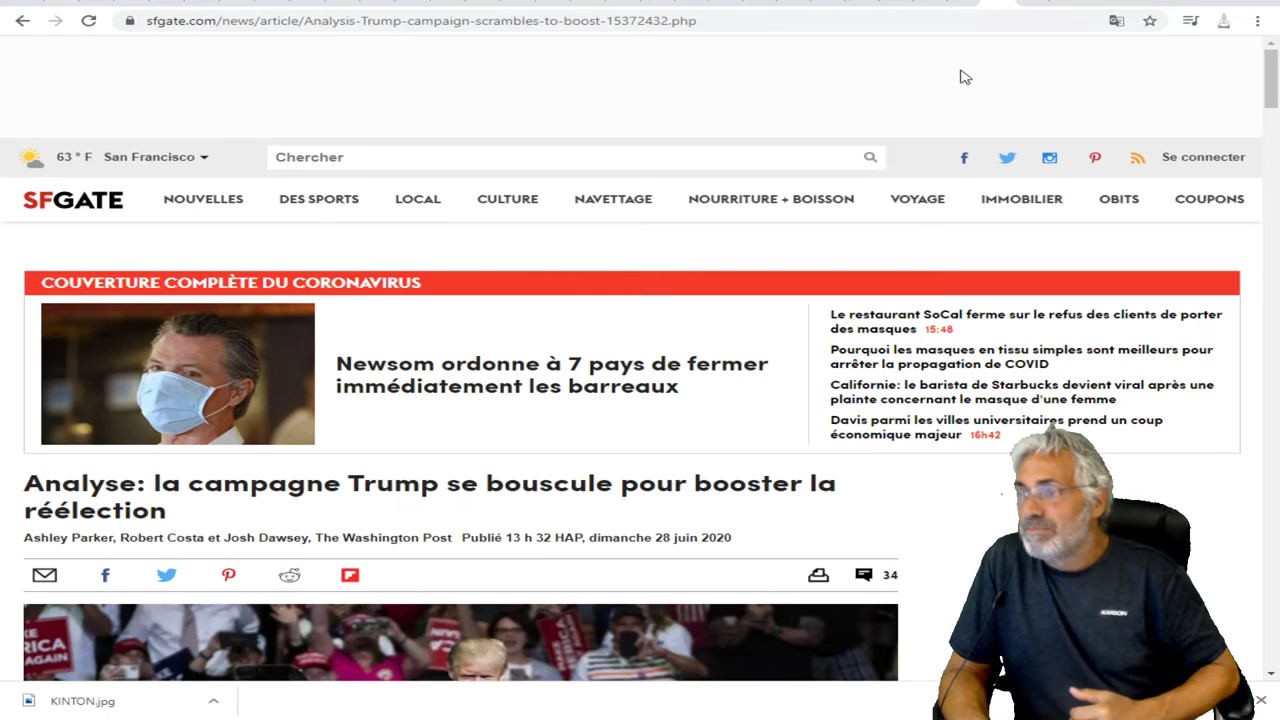 sfgate.com/news/article/Analysis-Trump-campaign-scrambles-to-boost-15372432.php
63 ° F San Francisco
Chercher
Se connecter
SFGATE
NOUVELLES
DES SPORTS
LOCAL
CULTURE
NAVETTAGE
NOURRITURE + BOISSON
VOYAGE
IMMOBILIER
OBITS
COUPONS
COUVERTURE COMPLÈTE DU CORONAVIRUS
Newsom ordonne à 7 pays de fermer
immédiatement les barreaux
Le restaurant SoCal ferme sur le refus des clients de porter
des masques 15:48
Pourquoi les masques en tissu simples sont meilleurs pour
arrêter la propagation de COVID
Californie: le barista de Starbucks devient viral après une
plainte concernant le masque d'une femme
Davis parmi les villes universitaires prend un coup
économique majeur 16h42
Analyse: la campagne Trump se bouscule pour booster la
réélection
Ashley Parker, Robert Costa et Josh Dawsey, The Washington Post Publié 13 h 32 HAP, dimanche 28 juin 2020
34
AGAIN
KINTON.jpg